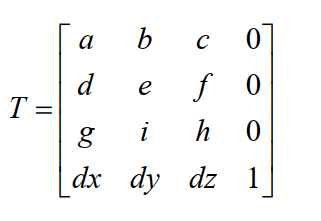 a b c 0
d e f 0
T =
g i h 0
dx dy dz 1